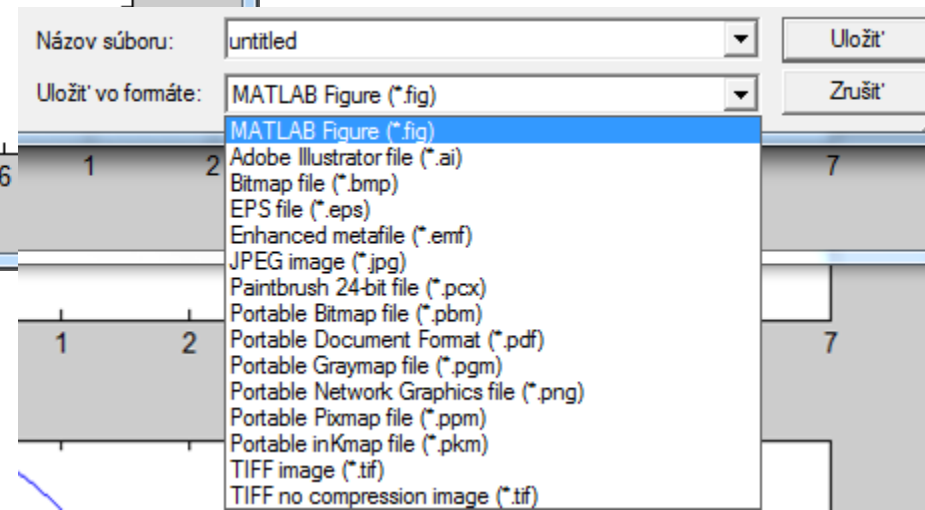 Názov súboru: untitled Uložiť
Uložiť vo formáte: MATLAB Figure (*.fig) Zrušiť
MATLAB Figure (*.fig)
Adobe Illustrator file (*.ai)
Bitmap file (*.bmp)
EPS file (*.eps)
Enhanced metafile (*.emf)
JPEG image (*.jpg)
Paintbrush 24-bit file (*.pcx)
Portable Bitmap file (*.pbm)
Portable Document Format (*.pdf)
Portable Graymap file (*.pgm)
Portable Network Graphics file (*.png)
Portable Pixmap file (*.ppm)
Portable inKmap file (*.pkm)
TIFF image (*.tif)
TIFF no compression image (*.tif)
6 1 2 7
1 2 7